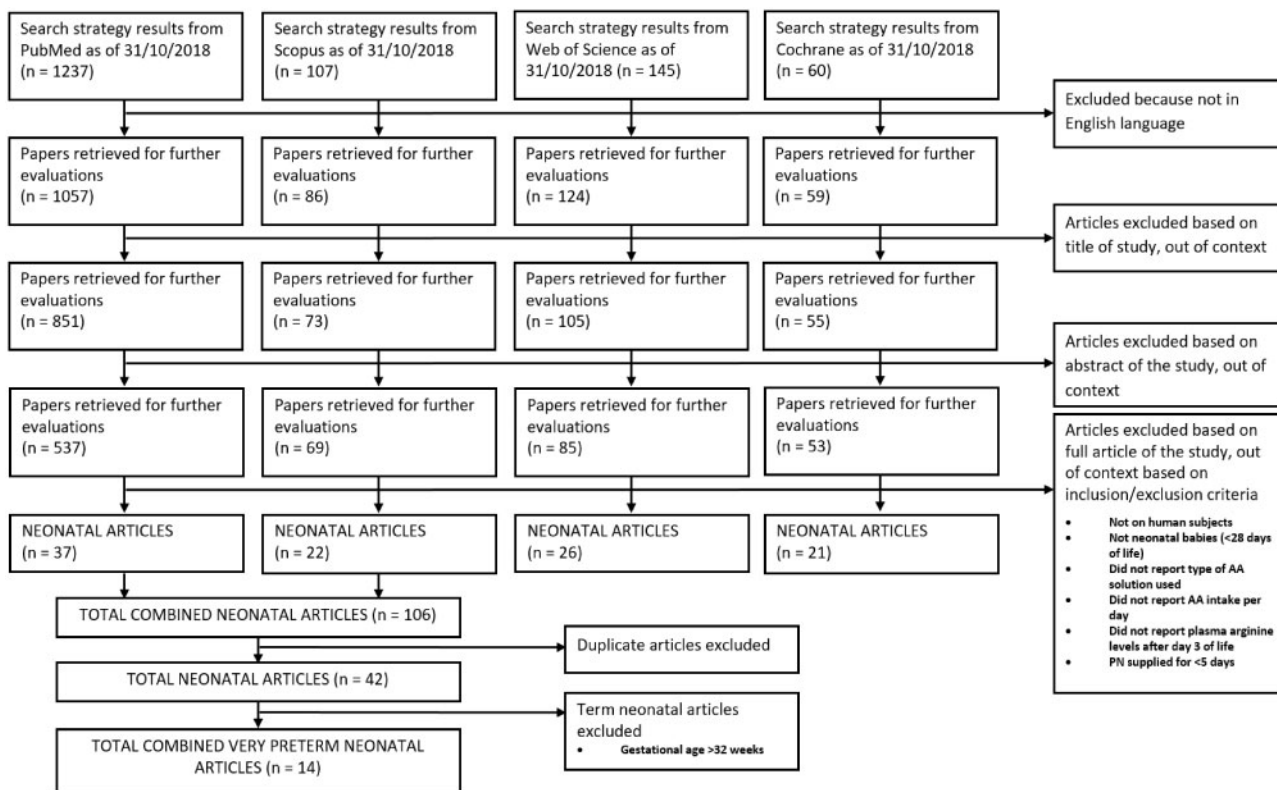 Search strategy results from
PubMed as of 31/10/2018
(n = 1237)
Search strategy results from
Scopus as of 31/10/2018
(n = 107)
Search strategy results from
Web of Science as of
31/10/2018 (n = 145)
Search strategy results from
Cochrane as of 31/10/2018
(n = 60)
Excluded because not in
English language
Papers retrieved for further
evaluations
(n = 1057)
Papers retrieved for further
evaluations
(n = 86)
Papers retrieved for further
evaluations
(n = 124)
Papers retrieved for further
evaluations
(n = 59)
Articles excluded based on
title of study, out of context
Papers retrieved for further
evaluations
(n = 851)
Papers retrieved for further
evaluations
(n = 73)
Papers retrieved for further
evaluations
(n = 105)
Papers retrieved for further
evaluations
(n = 55)
Articles excluded based on
abstract of the study, out of
context
Papers retrieved for further
evaluations
(n = 537)
Papers retrieved for further
evaluations
(n = 69)
Papers retrieved for further
evaluations
(n = 85)
Papers retrieved for further
evaluations
(n = 53)
Articles excluded based on
full article of the study, out
of context based on
inclusion/exclusion criteria
• Not on human subjects
• Not neonatal babies (<28 days
of life)
• Did not report type of AA
solution used
• Did not report AA intake per
day
• Did not report plasma arginine
levels after day 3 of life
• PN supplied for <5 days
NEONATAL ARTICLES
(n = 37)
NEONATAL ARTICLES
(n = 22)
NEONATAL ARTICLES
(n = 26)
NEONATAL ARTICLES
(n = 21)
TOTAL COMBINED NEONATAL ARTICLES (n = 106)
Duplicate articles excluded
TOTAL NEONATAL ARTICLES (n = 42)
Term neonatal articles
excluded
• Gestational age >32 weeks
TOTAL COMBINED VERY PRETERM NEONATAL
ARTICLES (n = 14)